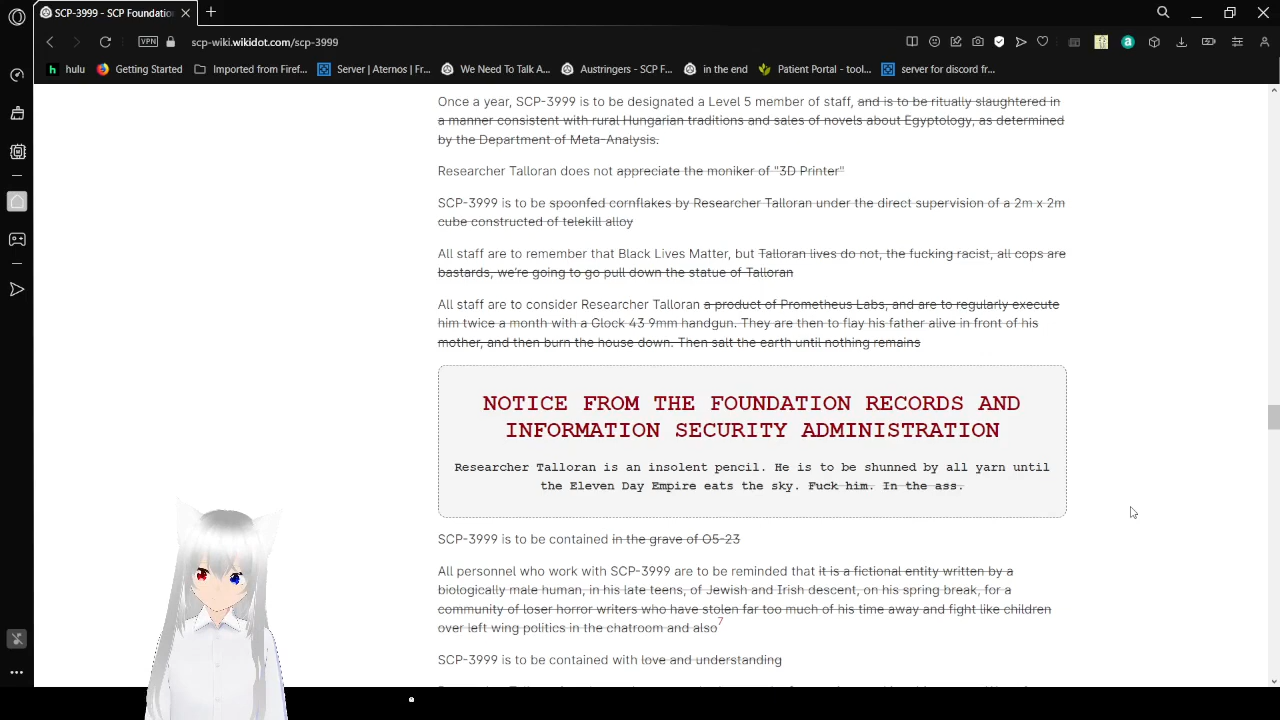 SCP-3999 - SCP Foundatio
VPN
scp-wiki.wikidot.com/scp-3999
hulu
Getting Started
Imported from Firef...
Server | Aternos | Fr...
We Need To Talk A...
Austringers - SCP F...
in the end
Patient Portal - tool...
server for discord fr...
Once a year, SCP-3999 is to be designated a Level 5 member of staff, and is to be ritually slaughtered in
a manner consistent with rural Hungarian traditions and sales of novels about Egyptology, as determined
by the Department of Meta-Analysis.
Researcher Talloran does not appreciate the moniker of "3D Printer"
SCP-3999 is to be spoonfed cornflakes by Researcher Talloran under the direct supervision of a 2m x 2m
cube constructed of telekill alloy
All staff are to remember that Black Lives Matter, but Talloran lives do not, the fucking racist, all cops are
bastards, we're going to go pull down the statue of Talloran
All staff are to consider Researcher Talloran a product of Prometheus Labs, and are to regularly execute
him twice a month with a Glock 43 9mm handgun. They are then to flay his father alive in front of his
mother, and then burn the house down. Then salt the earth until nothing remains
NOTICE FROM THE FOUNDATION RECORDS AND
INFORMATION SECURITY ADMINISTRATION
Researcher Talloran is an insolent pencil. He is to be shunned by all yarn until
the Eleven Day Empire eats the sky. Fuck him. In the ass.
SCP-3999 is to be contained in the grave of O5-23
All personnel who work with SCP-3999 are to be reminded that it is a fictional entity written by a
biologically male human, in his late teens, of Jewish and Irish descent, on his spring break, for a
community of loser horror writers who have stolen far too much of his time away and fight like children
over left wing politics in the chatroom and also7
SCP-3999 is to be contained with love and understanding